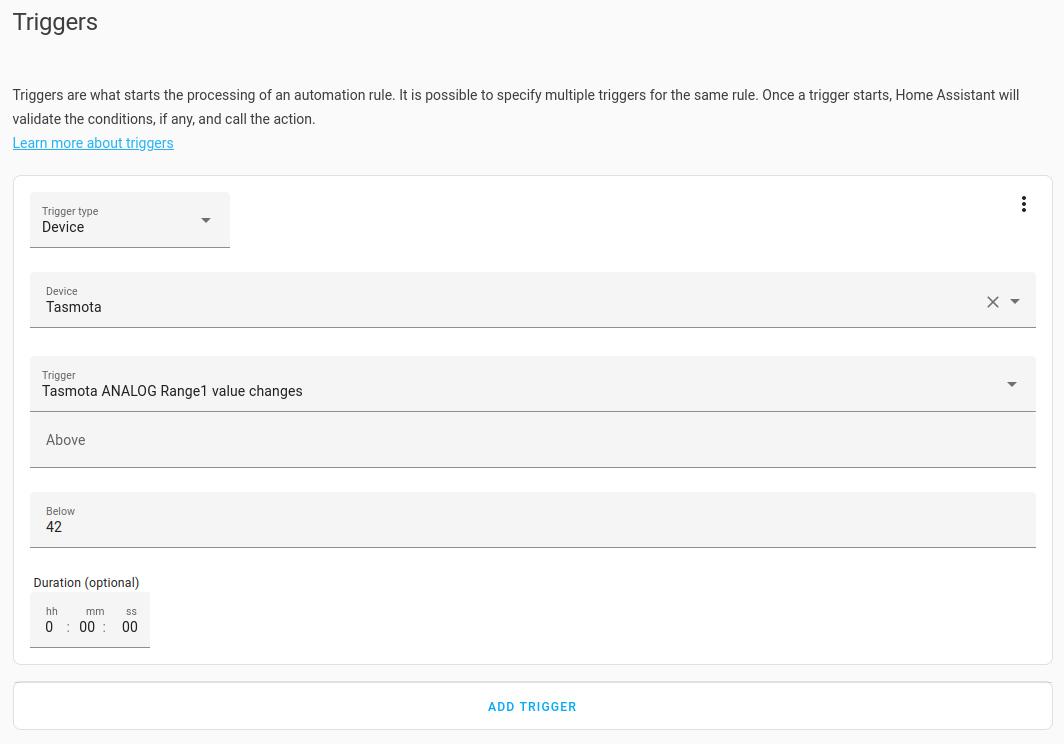 Triggers
Triggers are what starts the processing of an automation rule. It is possible to specify multiple triggers for the same rule. Once a trigger starts, Home Assistant will
validate the conditions, if any, and call the action.
Learn more about triggers
Trigger type
Device
Device
Tasmota
Trigger
Tasmota ANALOG Range1 value changes
Above
Below
42
Duration (optional)
hh mm ss
0 : 00 : 00
ADD TRIGGER